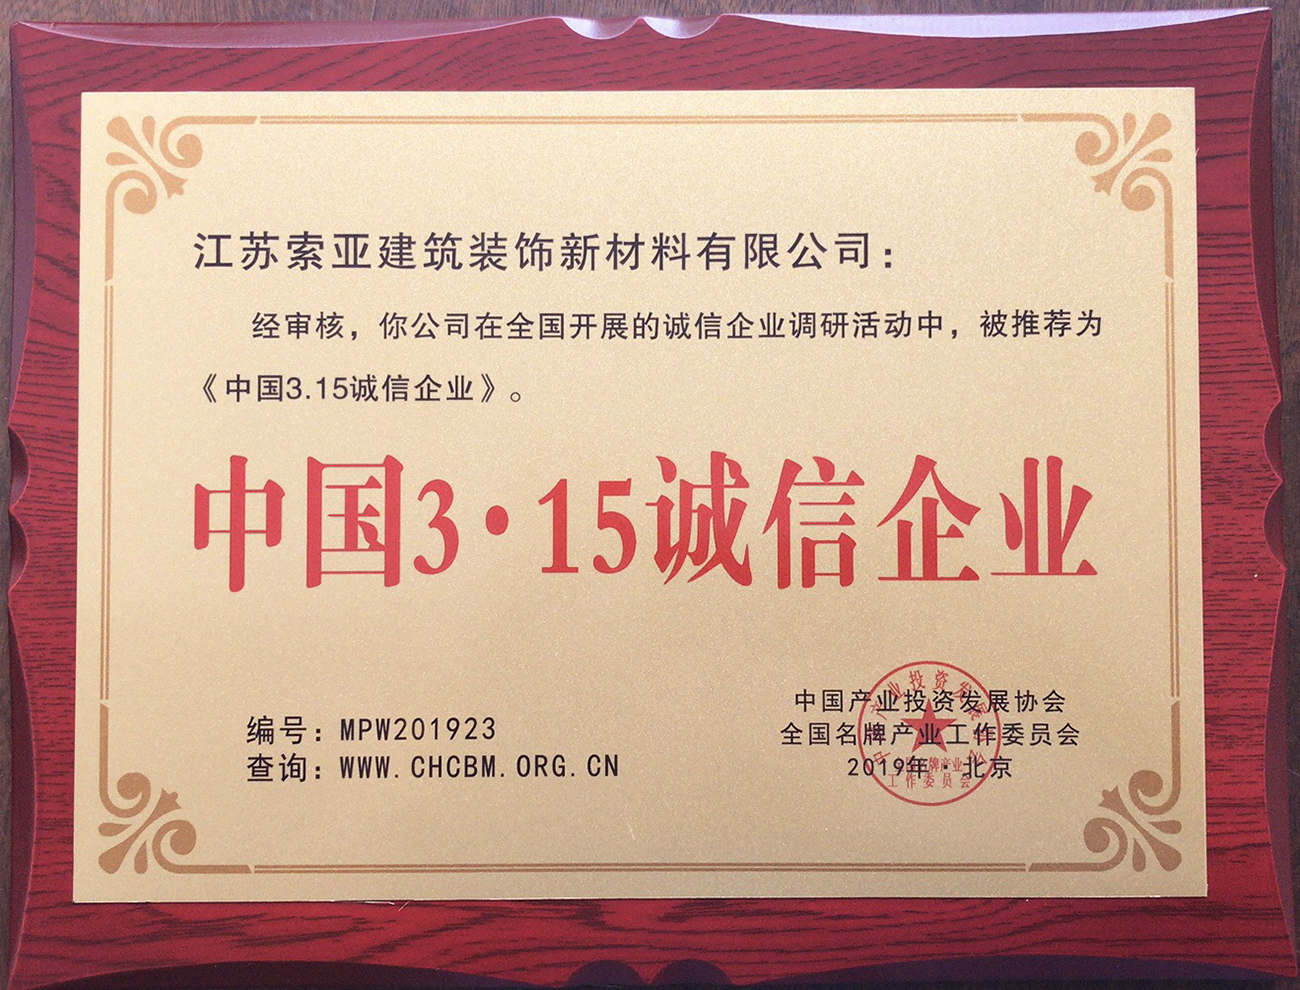 江苏索亚建筑装饰新材料有限公司：
经审核，你公司在全国开展的诚信企业调研活动中，被推荐为
《中国3.15诚信企业》。
中国3·15诚信企业
编号：MPW201923
查询：WWW.CHCBM.ORG.CN
中国产业投资发展协会
全国名牌产业工作委员会
2019年·北京
工作委员会